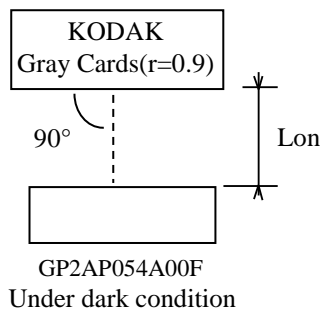 KODAK
Gray Cards(r=0.9)
90°
Lon
GP2AP054A00F
Under dark condition